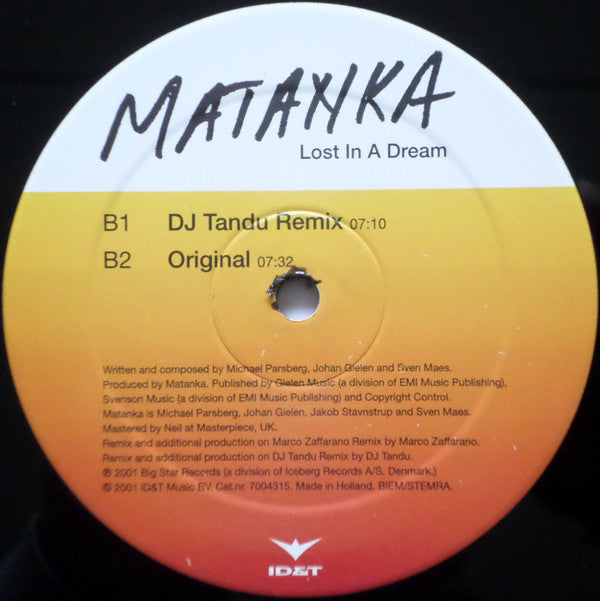 MATANKA
Lost In A Dream
B1 DJ Tandu Remix 07:10
B2 Original 07:32
Written and composed by Michael Parsberg, Johan Gielen and Sven Maes.
Produced by Matanka. Published by Gielen Music (a division of EMI Music Publishing),
Svenson Music (a division of EMI Music Publishing) and Copyright Control.
Matanka is Michael Parsberg, Johan Gielen, Jakob Stavnstrup and Sven Maes.
Mastered by Neil at Masterpiece, UK.
Remix and additional production on Marco Zaffarano Remix by Marco Zaffarano.
Remix and additional production on DJ Tandu Remix by DJ Tandu.
℗ 2001 Big Star Records (a division of Iceberg Records A/S, Denmark.)
© 2001 ID&T Music BV. Cat.nr. 7004315. Made in Holland. BIEM/STEMRA.
ID&T